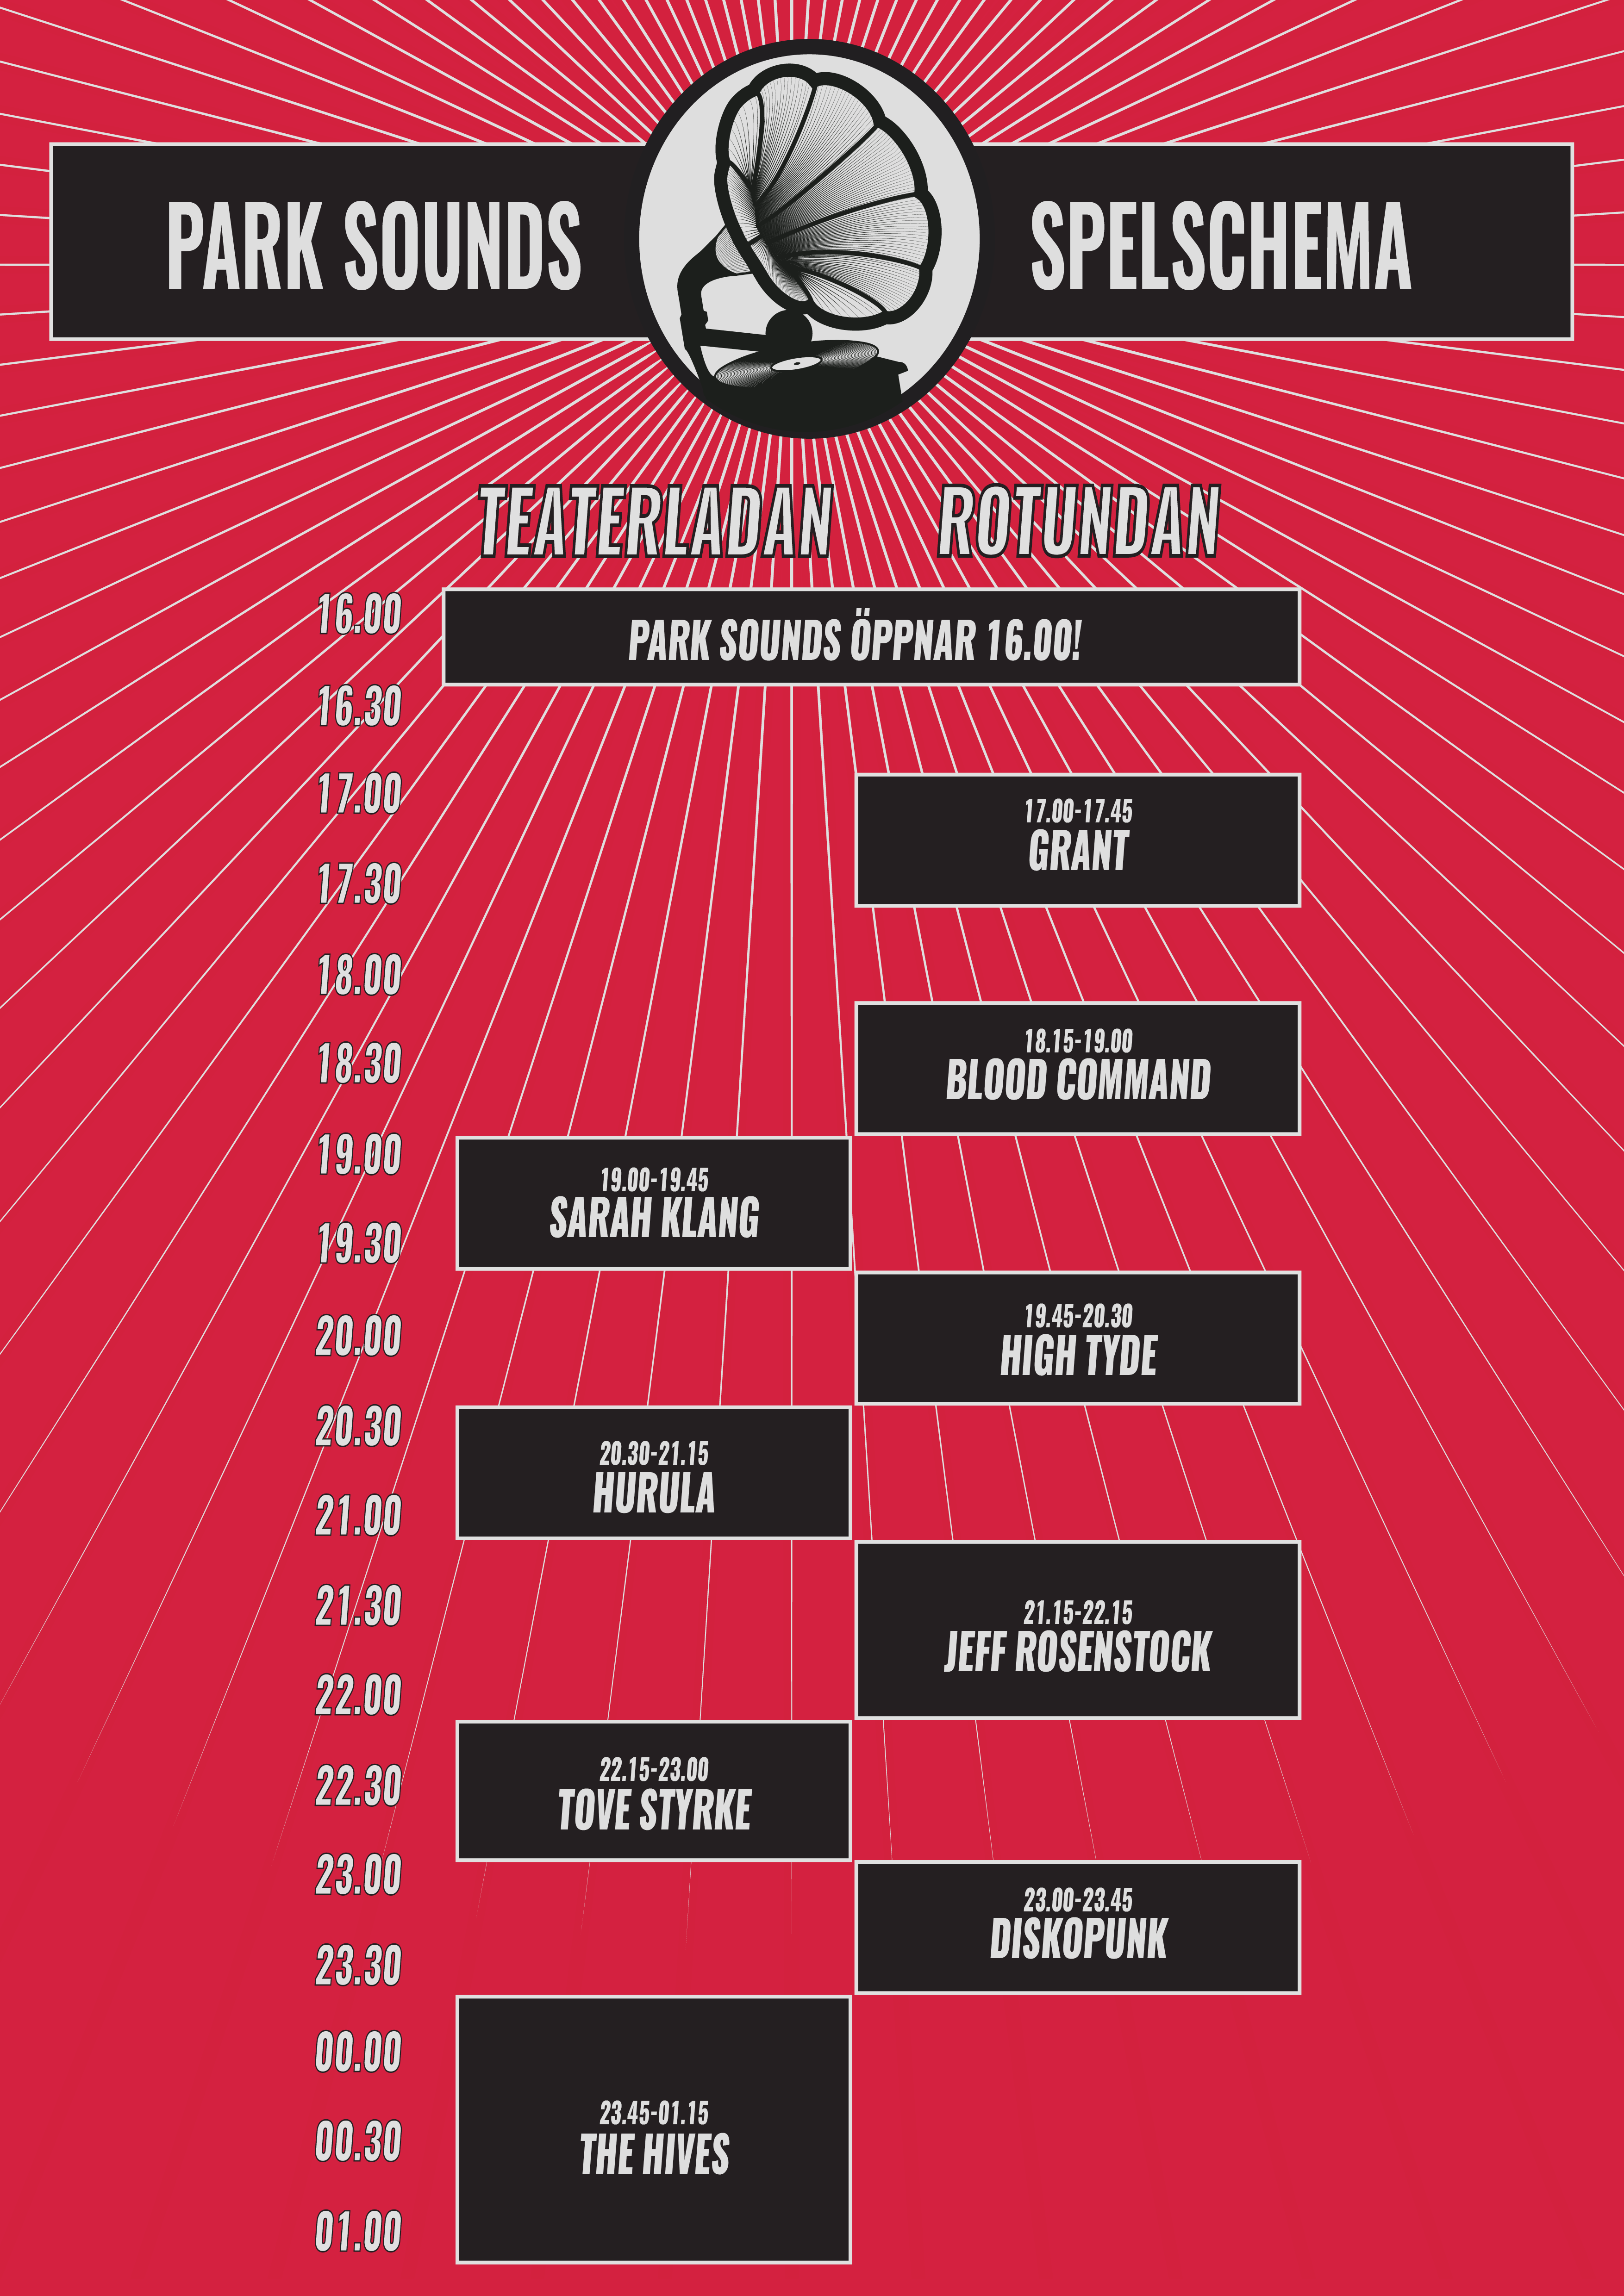 PARK SOUNDS
SPELSCHEMA
TEATERLADAN
ROTUNDAN
16.00
PARK SOUNDS ÖPPNAR 16.00!
16.30
17.00
17.00-17.45
GRANT
17.30
18.00
18.15-19.00
BLOOD COMMAND
18.30
19.00
19.00-19.45
SARAH KLANG
19.30
19.45-20.30
HIGH TYDE
20.00
20.30
20.30-21.15
HURULA
21.00
21.15-22.15
JEFF ROSENSTOCK
21.30
22.00
22.15-23.00
TOVE STYRKE
22.30
23.00
23.00-23.45
DISKOPUNK
23.30
00.00
23.45-01.15
THE HIVES
00.30
01.00